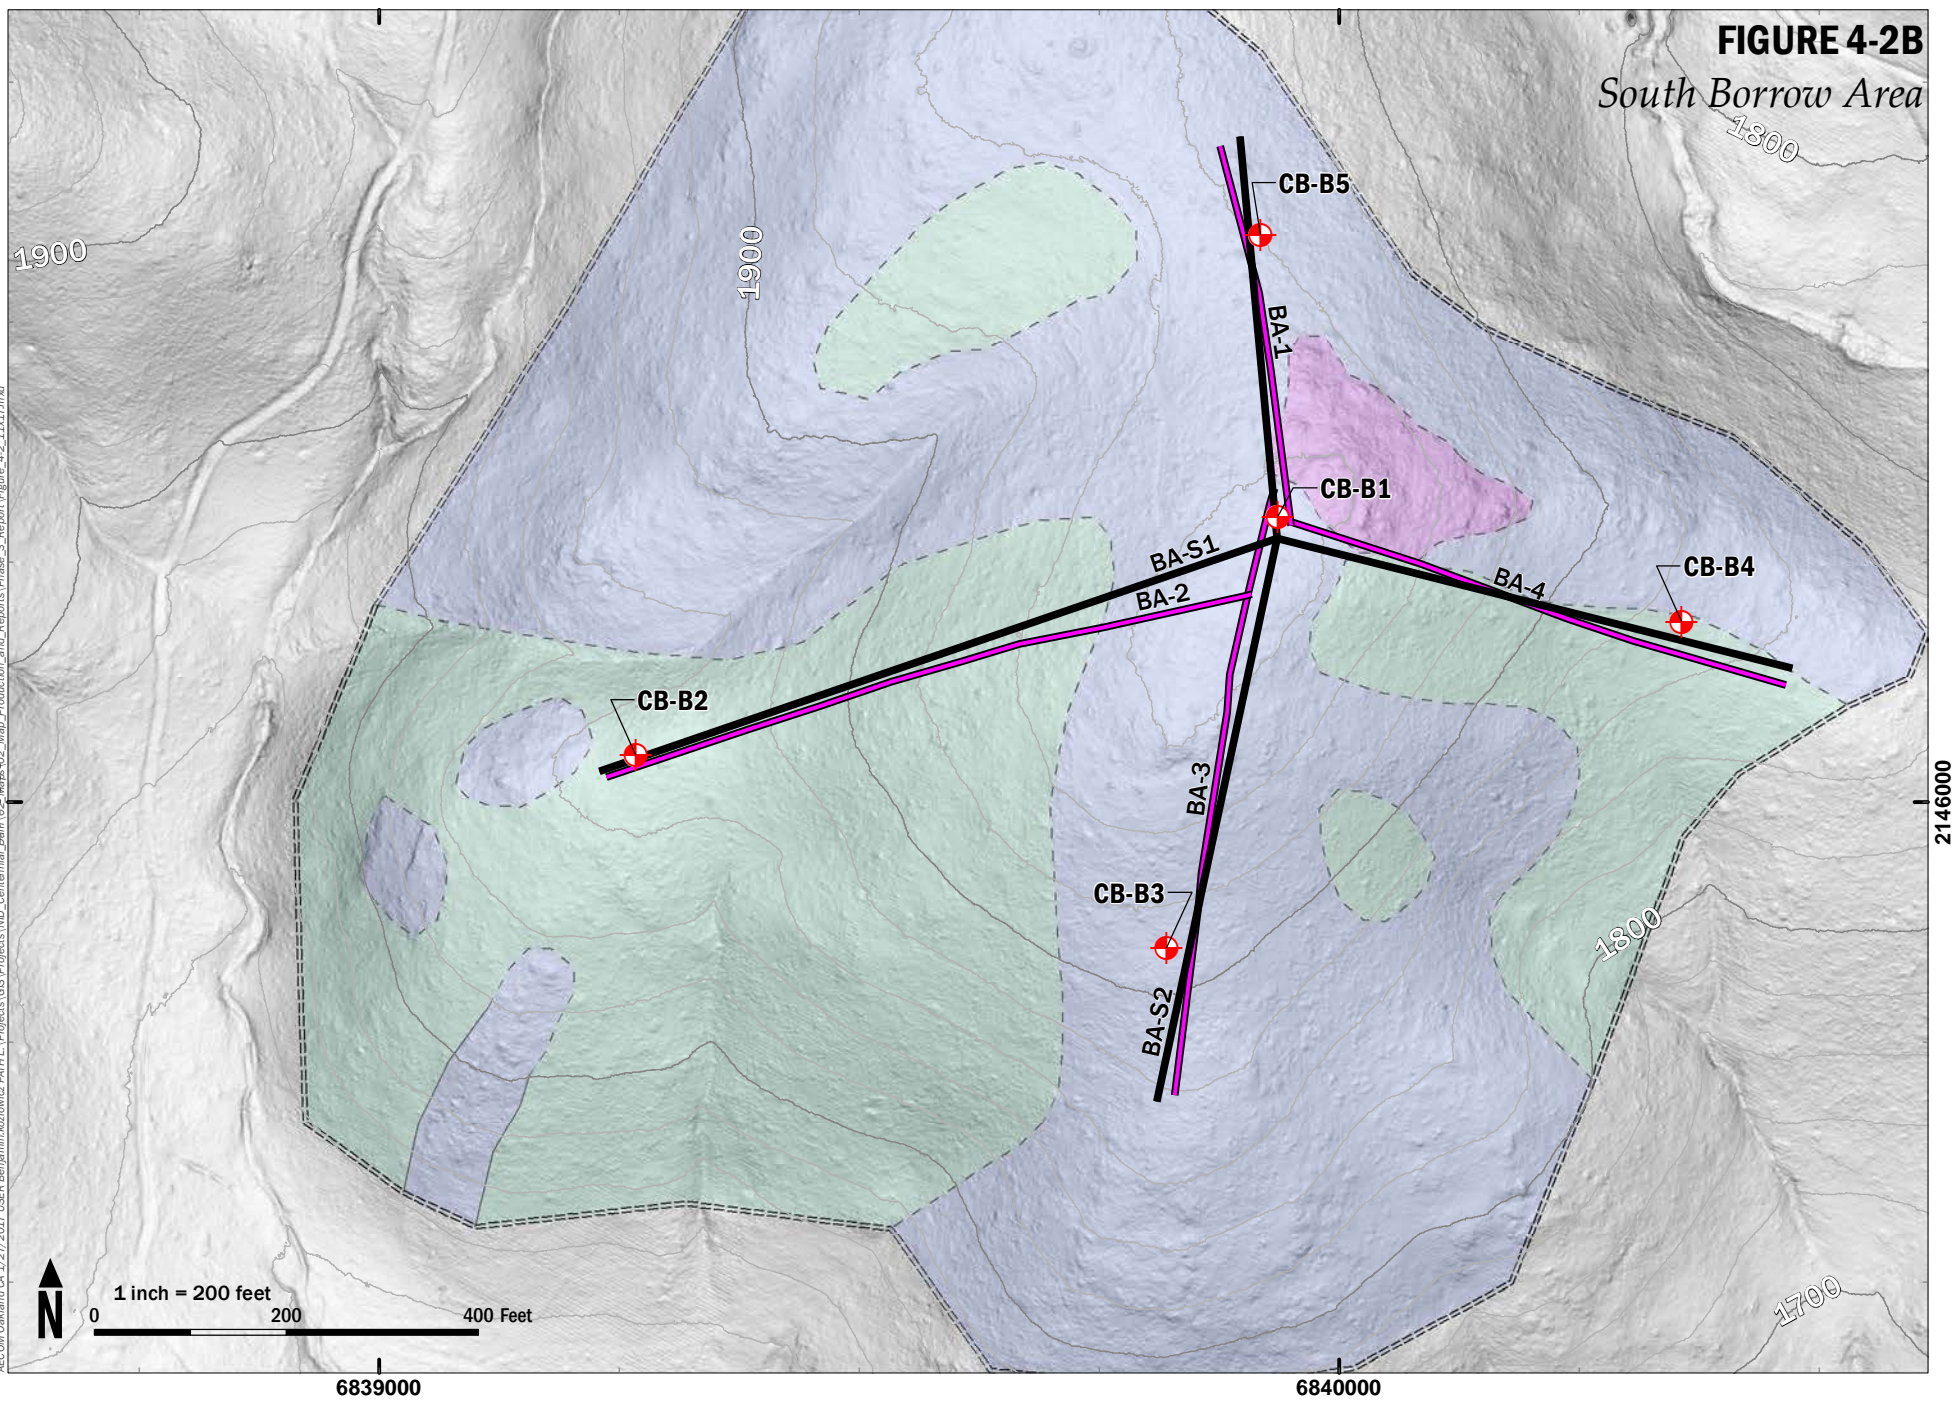 FIGURE 4-2B
South Borrow Area
1800
CB-B5
1900
1900
BA-1
CB-B1
BA-S1
CB-B4
BA-4
BA-2
CB-B2
BA-3
2146000
CB-B3
1800
BA-S2
1 inch = 200 feet
0 200 400 Feet
N
1700
6839000 6840000